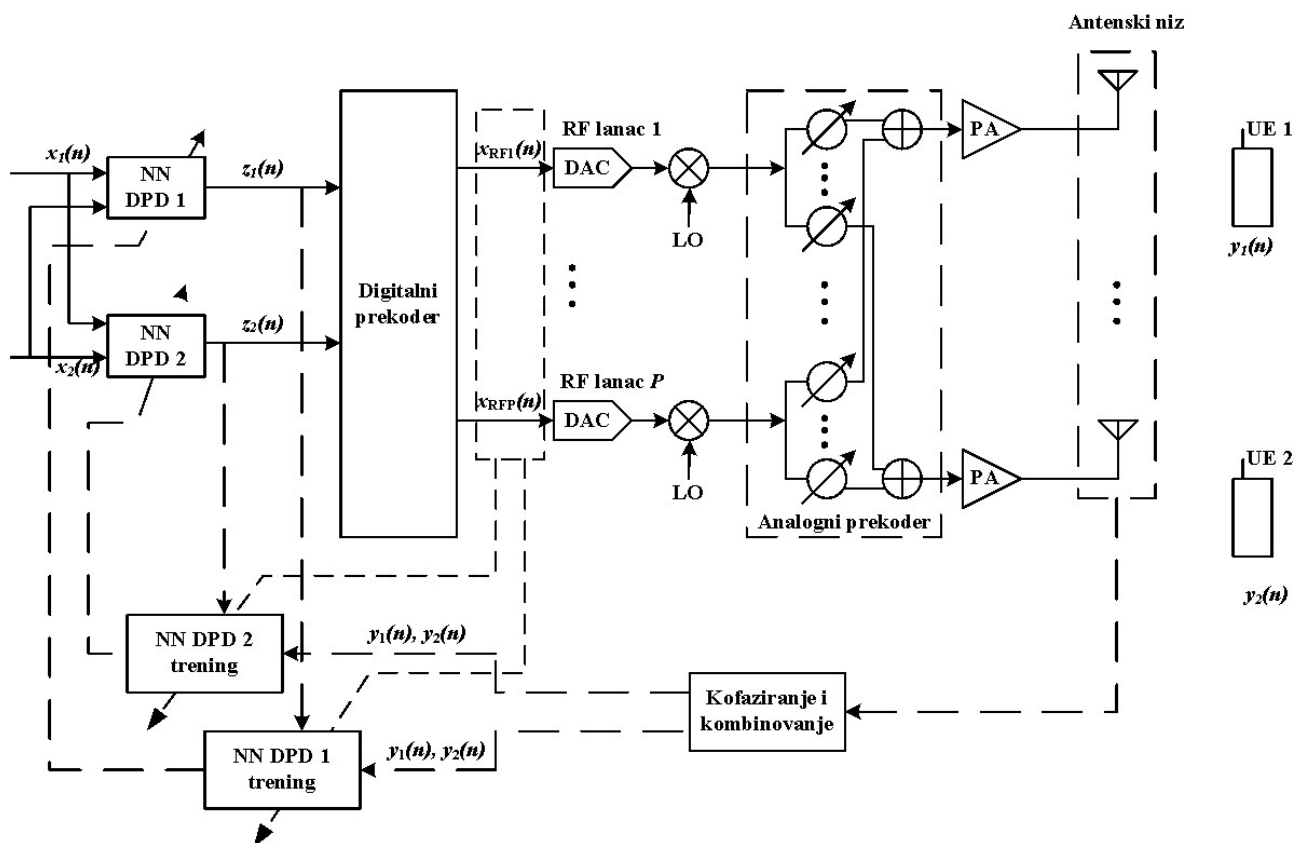 Antenski niz
x1(n)
NN
DPD 1
z1(n)
xRF1(n)
RF lanac 1
DAC
LO
PA
UE 1
y1(n)
Digitalni
prekoder
NN
DPD 2
x2(n)
z2(n)
xRFP(n)
RF lanac P
DAC
LO
PA
Analogni prekoder
UE 2
y2(n)
NN DPD 2
trening
y1(n), y2(n)
Kofaziranje i
kombinovanje
NN DPD 1
trening
y1(n), y2(n)